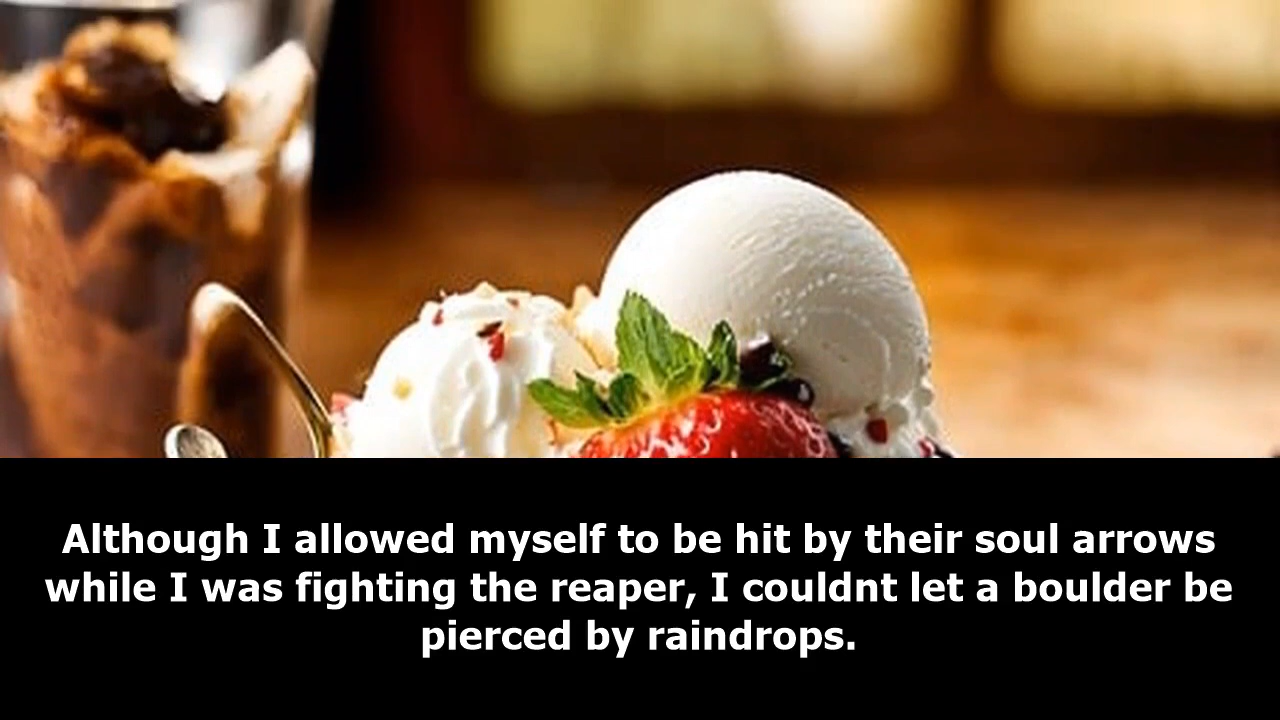 Although I allowed myself to be hit by their soul arrows
while I was fighting the reaper, I couldnt let a boulder be
pierced by raindrops.